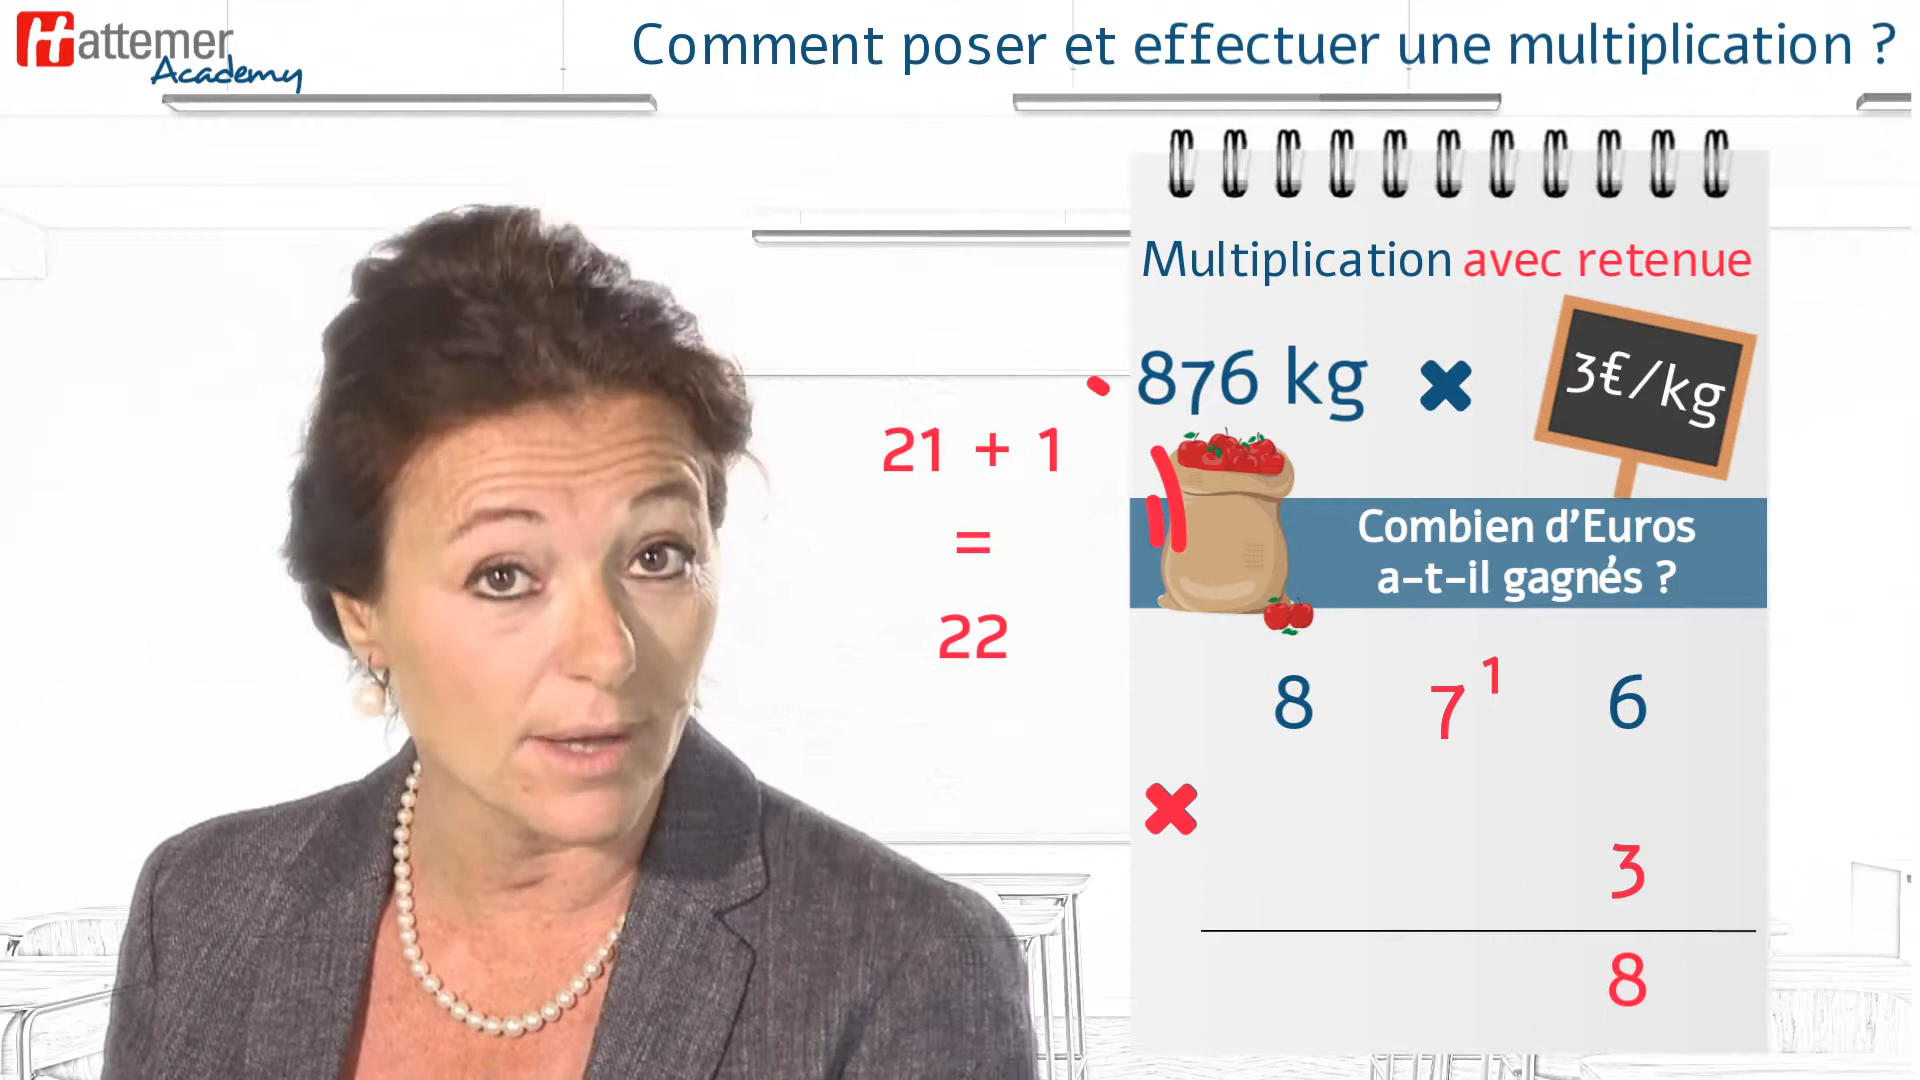 Hattemer
Academy
Comment poser et effectuer une multiplication ?
Multiplication avec retenue
876 kg ✖ 3€/kg
21 + 1
=
22
Combien d'Euros
a-t-il gagnés ?
8 7 1 6
✖
3
8